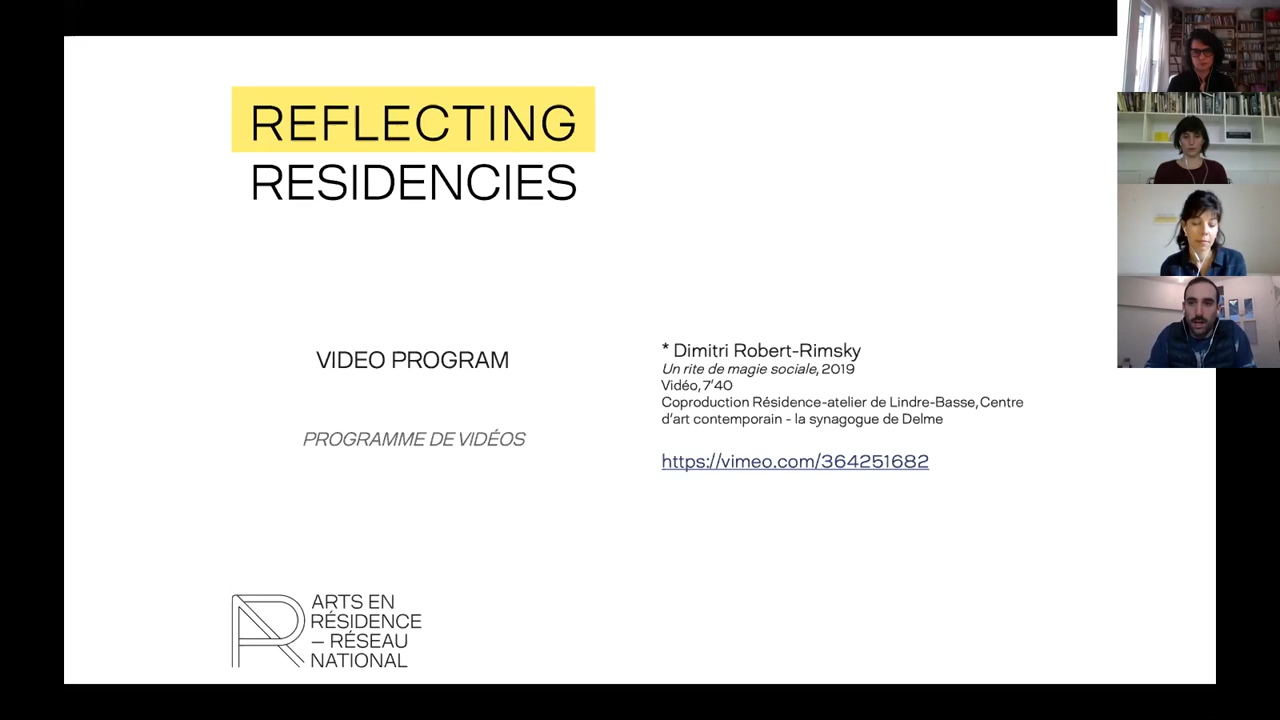 REFLECTING
RESIDENCIES
VIDEO PROGRAM
PROGRAMME DE VIDÉOS
* Dimitri Robert-Rimsky
Un rite de magie sociale, 2019
Vidéo, 7'40
Coproduction Résidence-atelier de Lindre-Basse, Centre
d'art contemporain - la synagogue de Delme
https://vimeo.com/364251682
ARTS EN
RÉSIDENCE
– RÉSEAU
NATIONAL